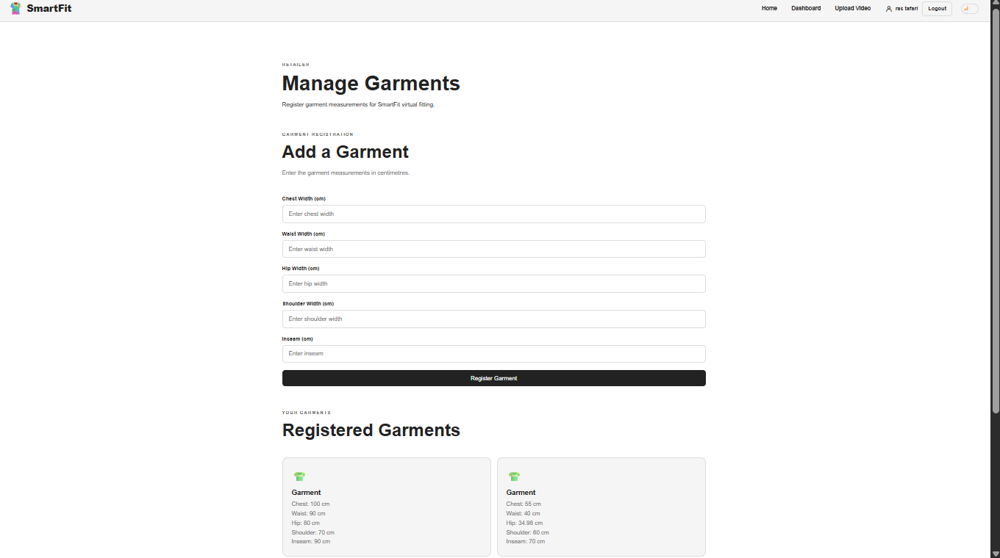 SmartFit
Home Dashboard Upload Video ras tafari Logout
RETAILER
Manage Garments
Register garment measurements for SmartFit virtual fitting.
GARMENT REGISTRATION
Add a Garment
Enter the garment measurements in centimetres.
Chest Width (cm)
Enter chest width
Waist Width (cm)
Enter waist width
Hip Width (cm)
Enter hip width
Shoulder Width (cm)
Enter shoulder width
Inseam (cm)
Enter inseam
Register Garment
YOUR GARMENTS
Registered Garments
Garment
Chest: 100 cm
Waist: 90 cm
Hip: 80 cm
Shoulder: 70 cm
Inseam: 90 cm
Garment
Chest: 55 cm
Waist: 40 cm
Hip: 34.98 cm
Shoulder: 60 cm
Inseam: 70 cm